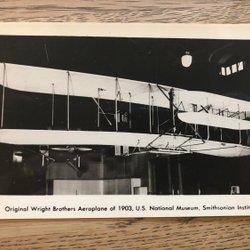 Original Wright Brothers Aeroplane of 1903, U.S. National Museum, Smithsonian Instit